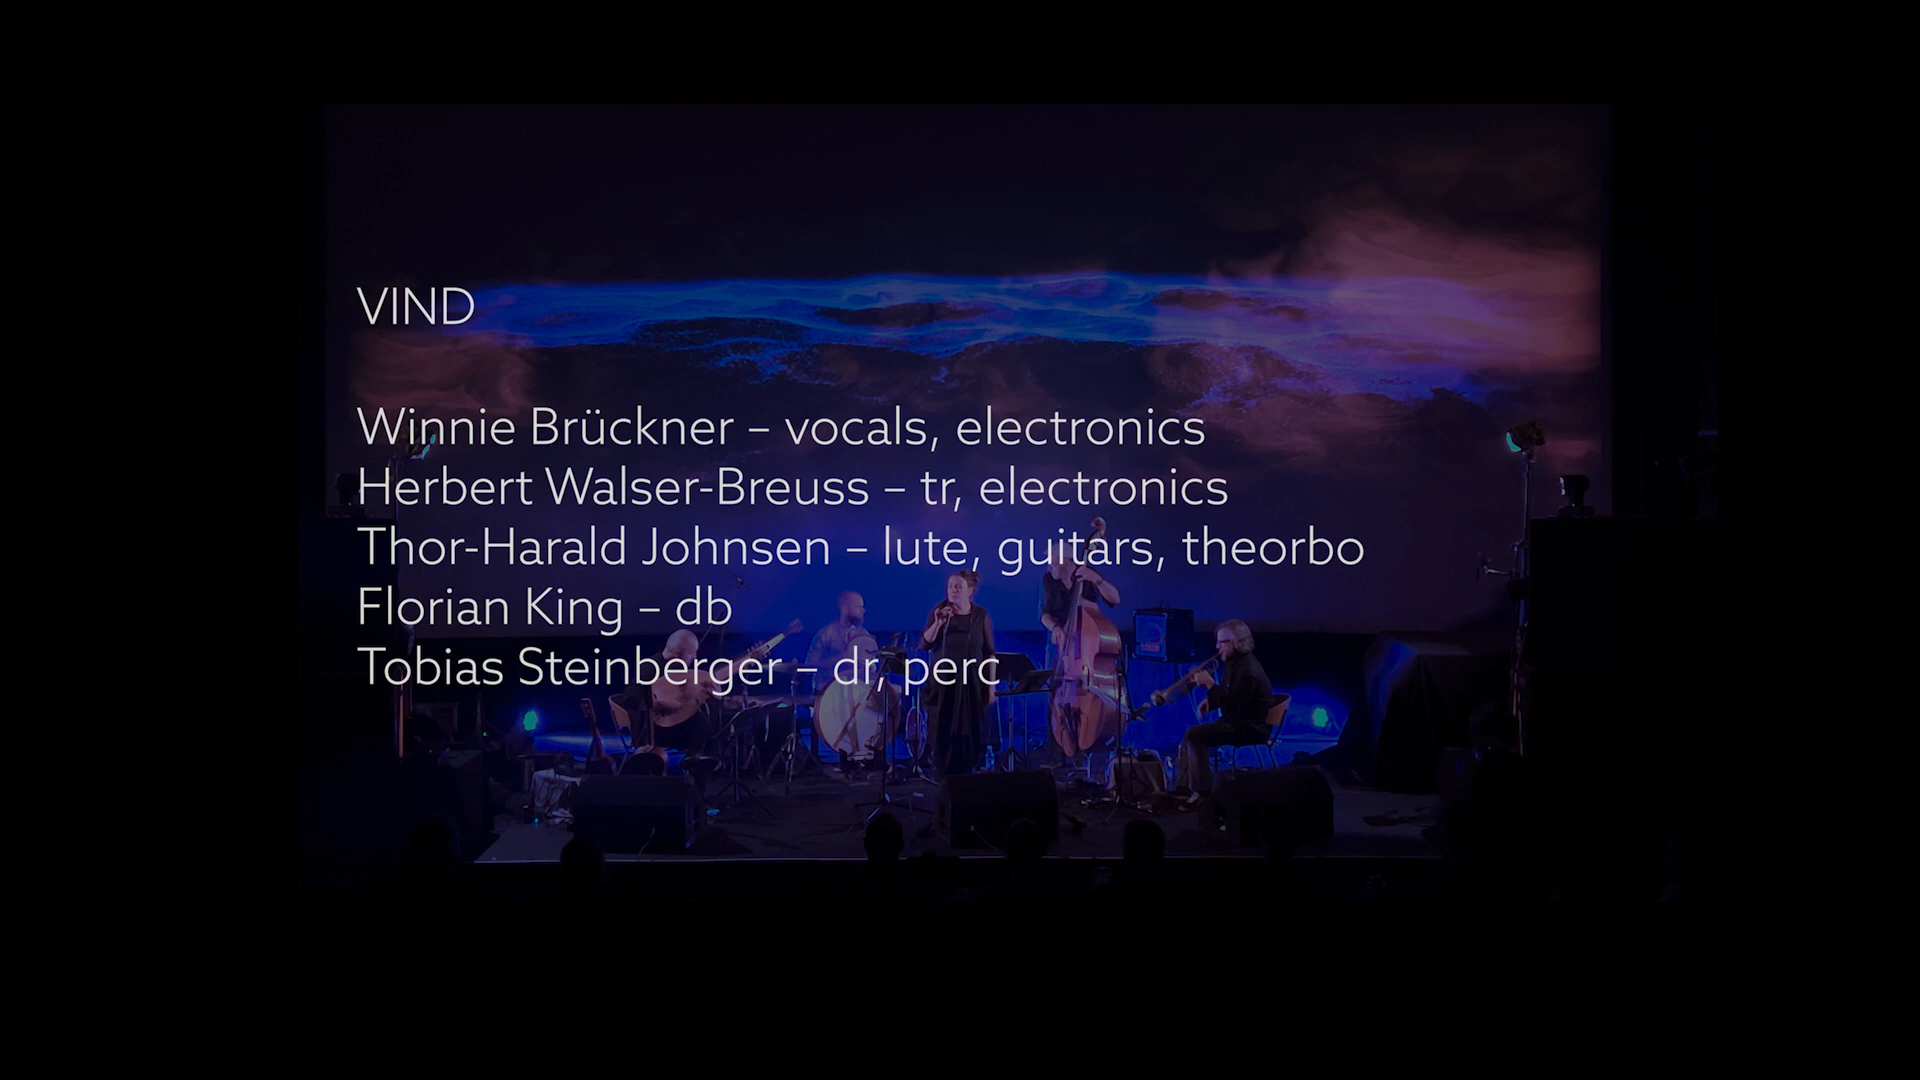 VIND
Winnie Brückner – vocals, electronics
Herbert Walser-Breuss – tr, electronics
Thor-Harald Johnsen – lute, guitars, theorbo
Florian King – db
Tobias Steinberger – dr, perc